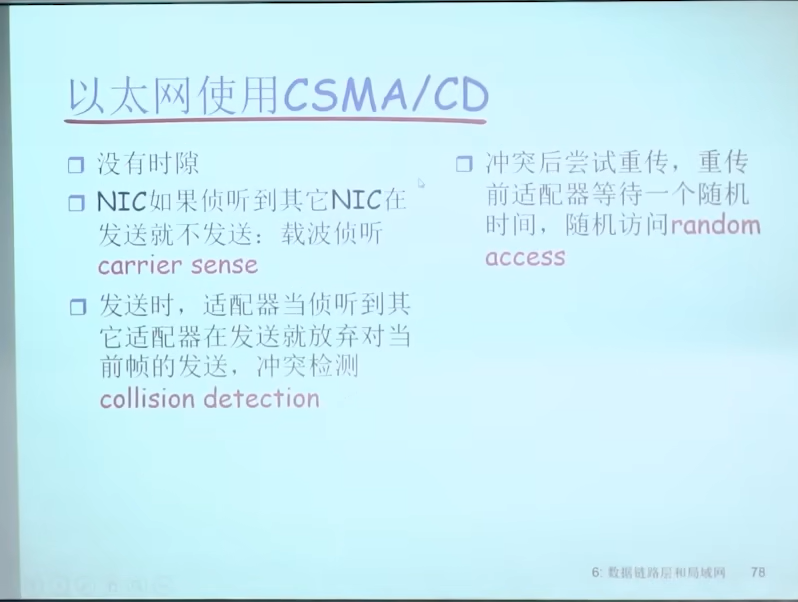 以太网使用CSMA/CD
没有时隙
NIC如果侦听到其它NIC在
发送就不发送：载波侦听
carrier sense
发送时，适配器当侦听到其
它适配器在发送就放弃对当
前帧的发送，冲突检测
collision detection
冲突后尝试重传，重传
前适配器等待一个随机
时间，随机访问random
access
6: 数据链路层和局域网 78